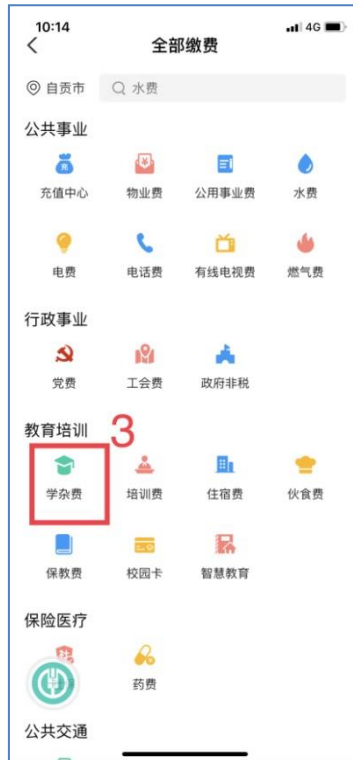 10:14
4G
全部缴费
自贡市
水费
公共事业
充值中心 物业费 公用事业费 水费
电费 电话费 有线电视费 燃气费
行政事业
党费 工会费 政府非税
教育培训 3
学杂费 培训费 住宿费 伙食费
保教费 校园卡 智慧教育
保险医疗
药费
公共交通